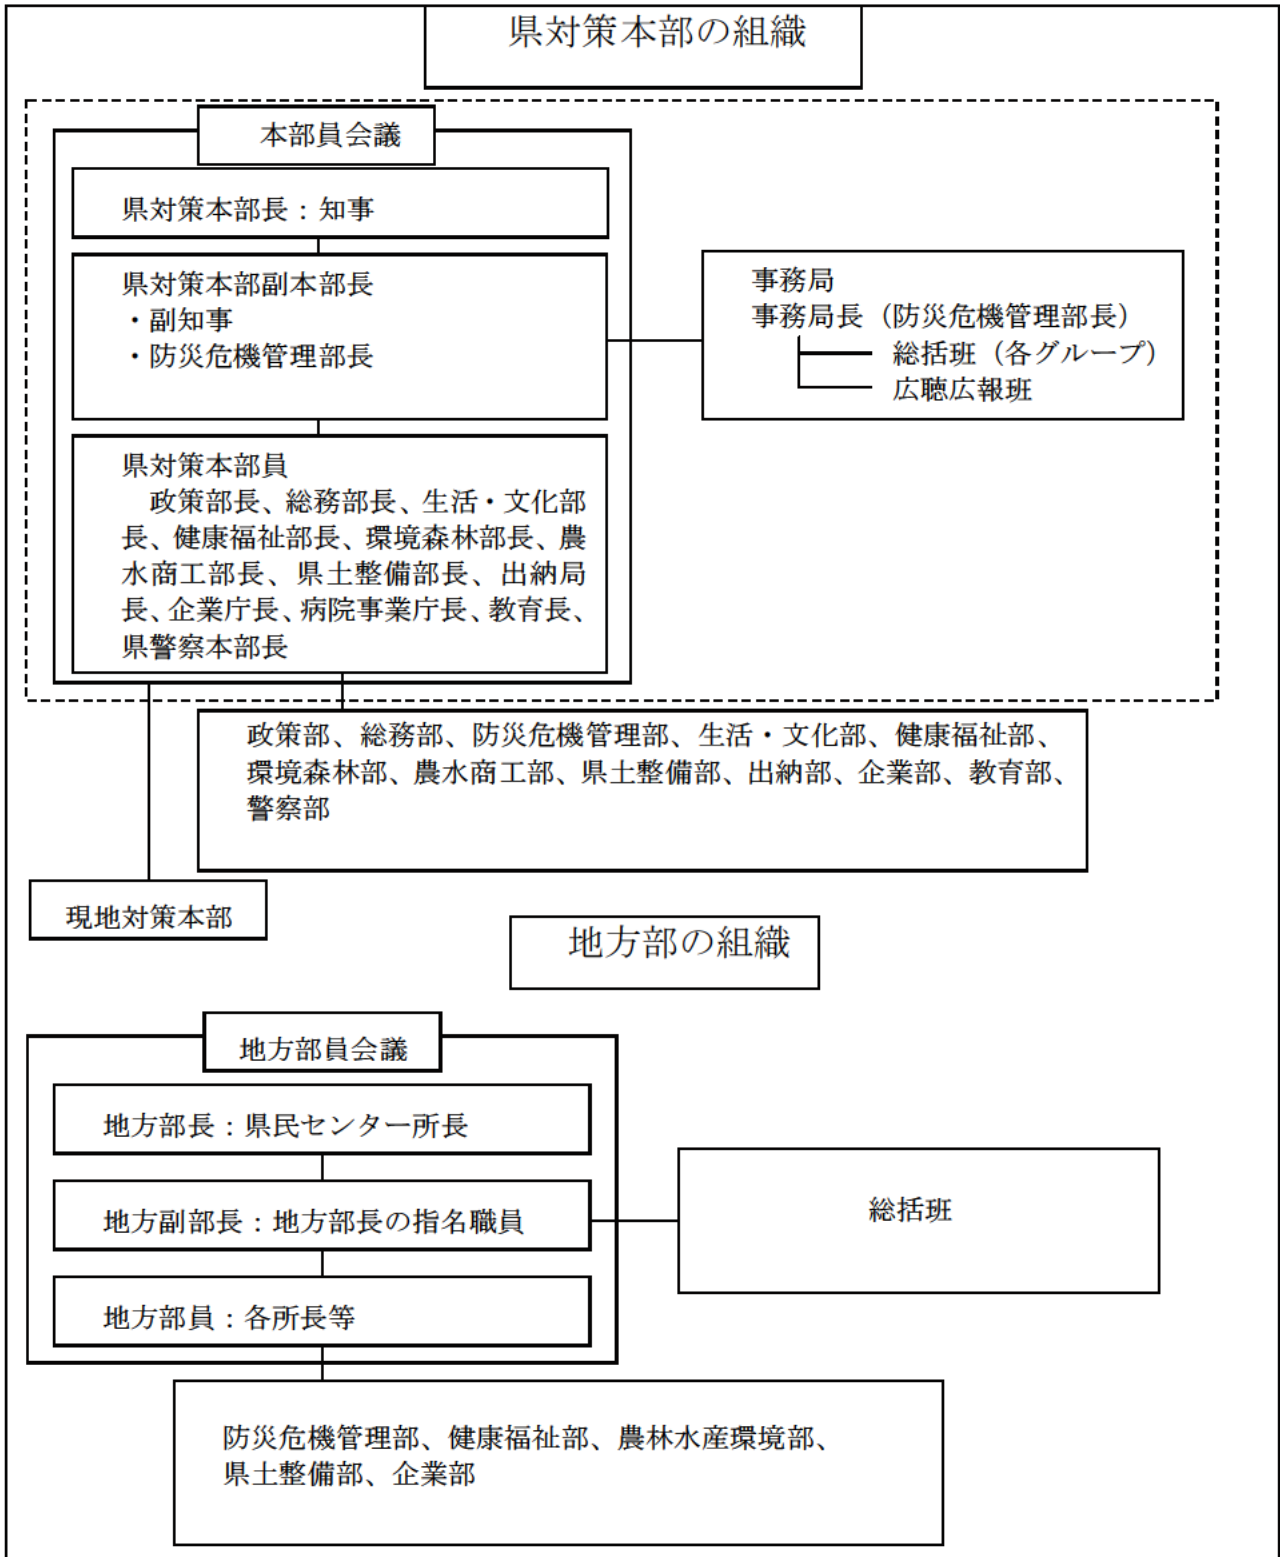 県対策本部の組織
本部員会議
県対策本部長：知事
県対策本部副本部長
・副知事
・防災危機管理部長
事務局
事務局長（防災危機管理部長）
総括班（各グループ）
広聴広報班
県対策本部員
政策部長、総務部長、生活・文化部
長、健康福祉部長、環境森林部長、農
水商工部長、県土整備部長、出納局
長、企業庁長、病院事業庁長、教育長、
県警察本部長
政策部、総務部、防災危機管理部、生活・文化部、健康福祉部、
環境森林部、農水商工部、県土整備部、出納部、企業部、教育部、
警察部
現地対策本部
地方部の組織
地方部員会議
地方部長：県民センター所長
地方副部長：地方部長の指名職員
総括班
地方部員：各所長等
防災危機管理部、健康福祉部、農林水産環境部、
県土整備部、企業部